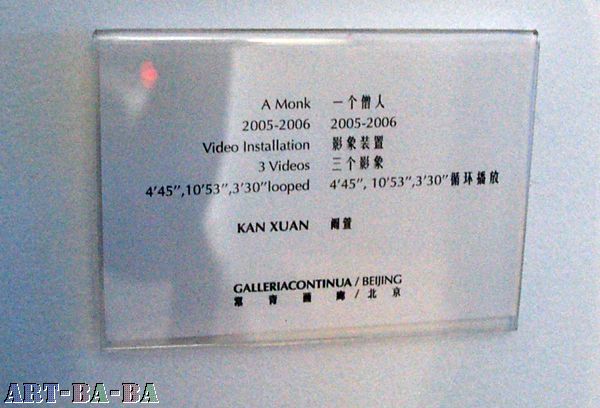 A Monk 一个僧人
2005-2006 2005-2006
Video Installation 影象装置
3 Videos 三个影象
4'45",10'53",3'30"looped 4'45", 10'53",3'30"循环播放
KAN XUAN 阚萱
GALLERIACONTINUA / BEIJING
常青画廊 / 北京
ART-BA-BA